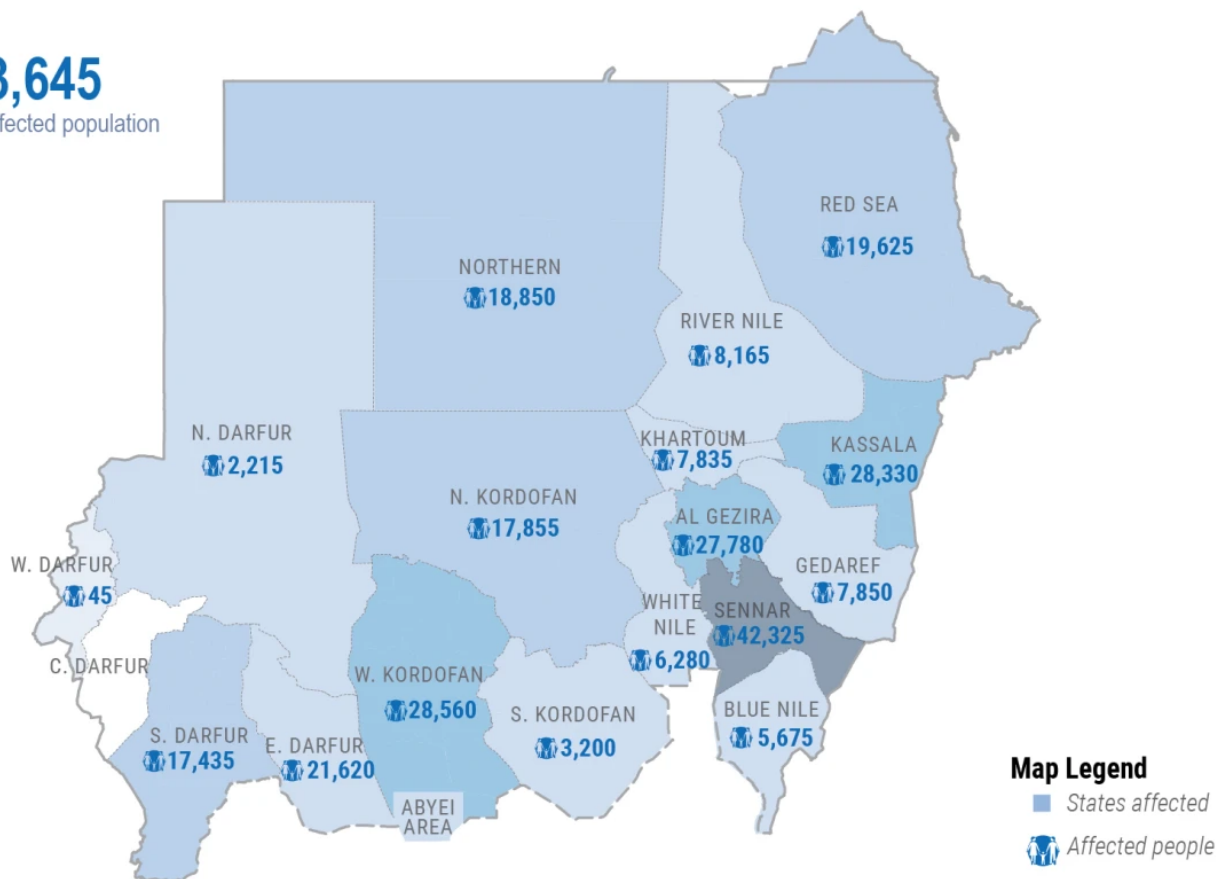 3,645
fected population
RED SEA
19,625
NORTHERN
18,850
RIVER NILE
8,165
N. DARFUR
2,215
KHARTOUM
7,835
KASSALA
28,330
N. KORDOFAN
17,855
AL GEZIRA
27,780
W. DARFUR
45
GEDAREF
7,850
WHITE
NILE
6,280
SENNAR
42,325
C. DARFUR
W. KORDOFAN
28,560
S. KORDOFAN
3,200
BLUE NILE
5,675
S. DARFUR
17,435
E. DARFUR
21,620
ABYEI
AREA
Map Legend
States affected
Affected people